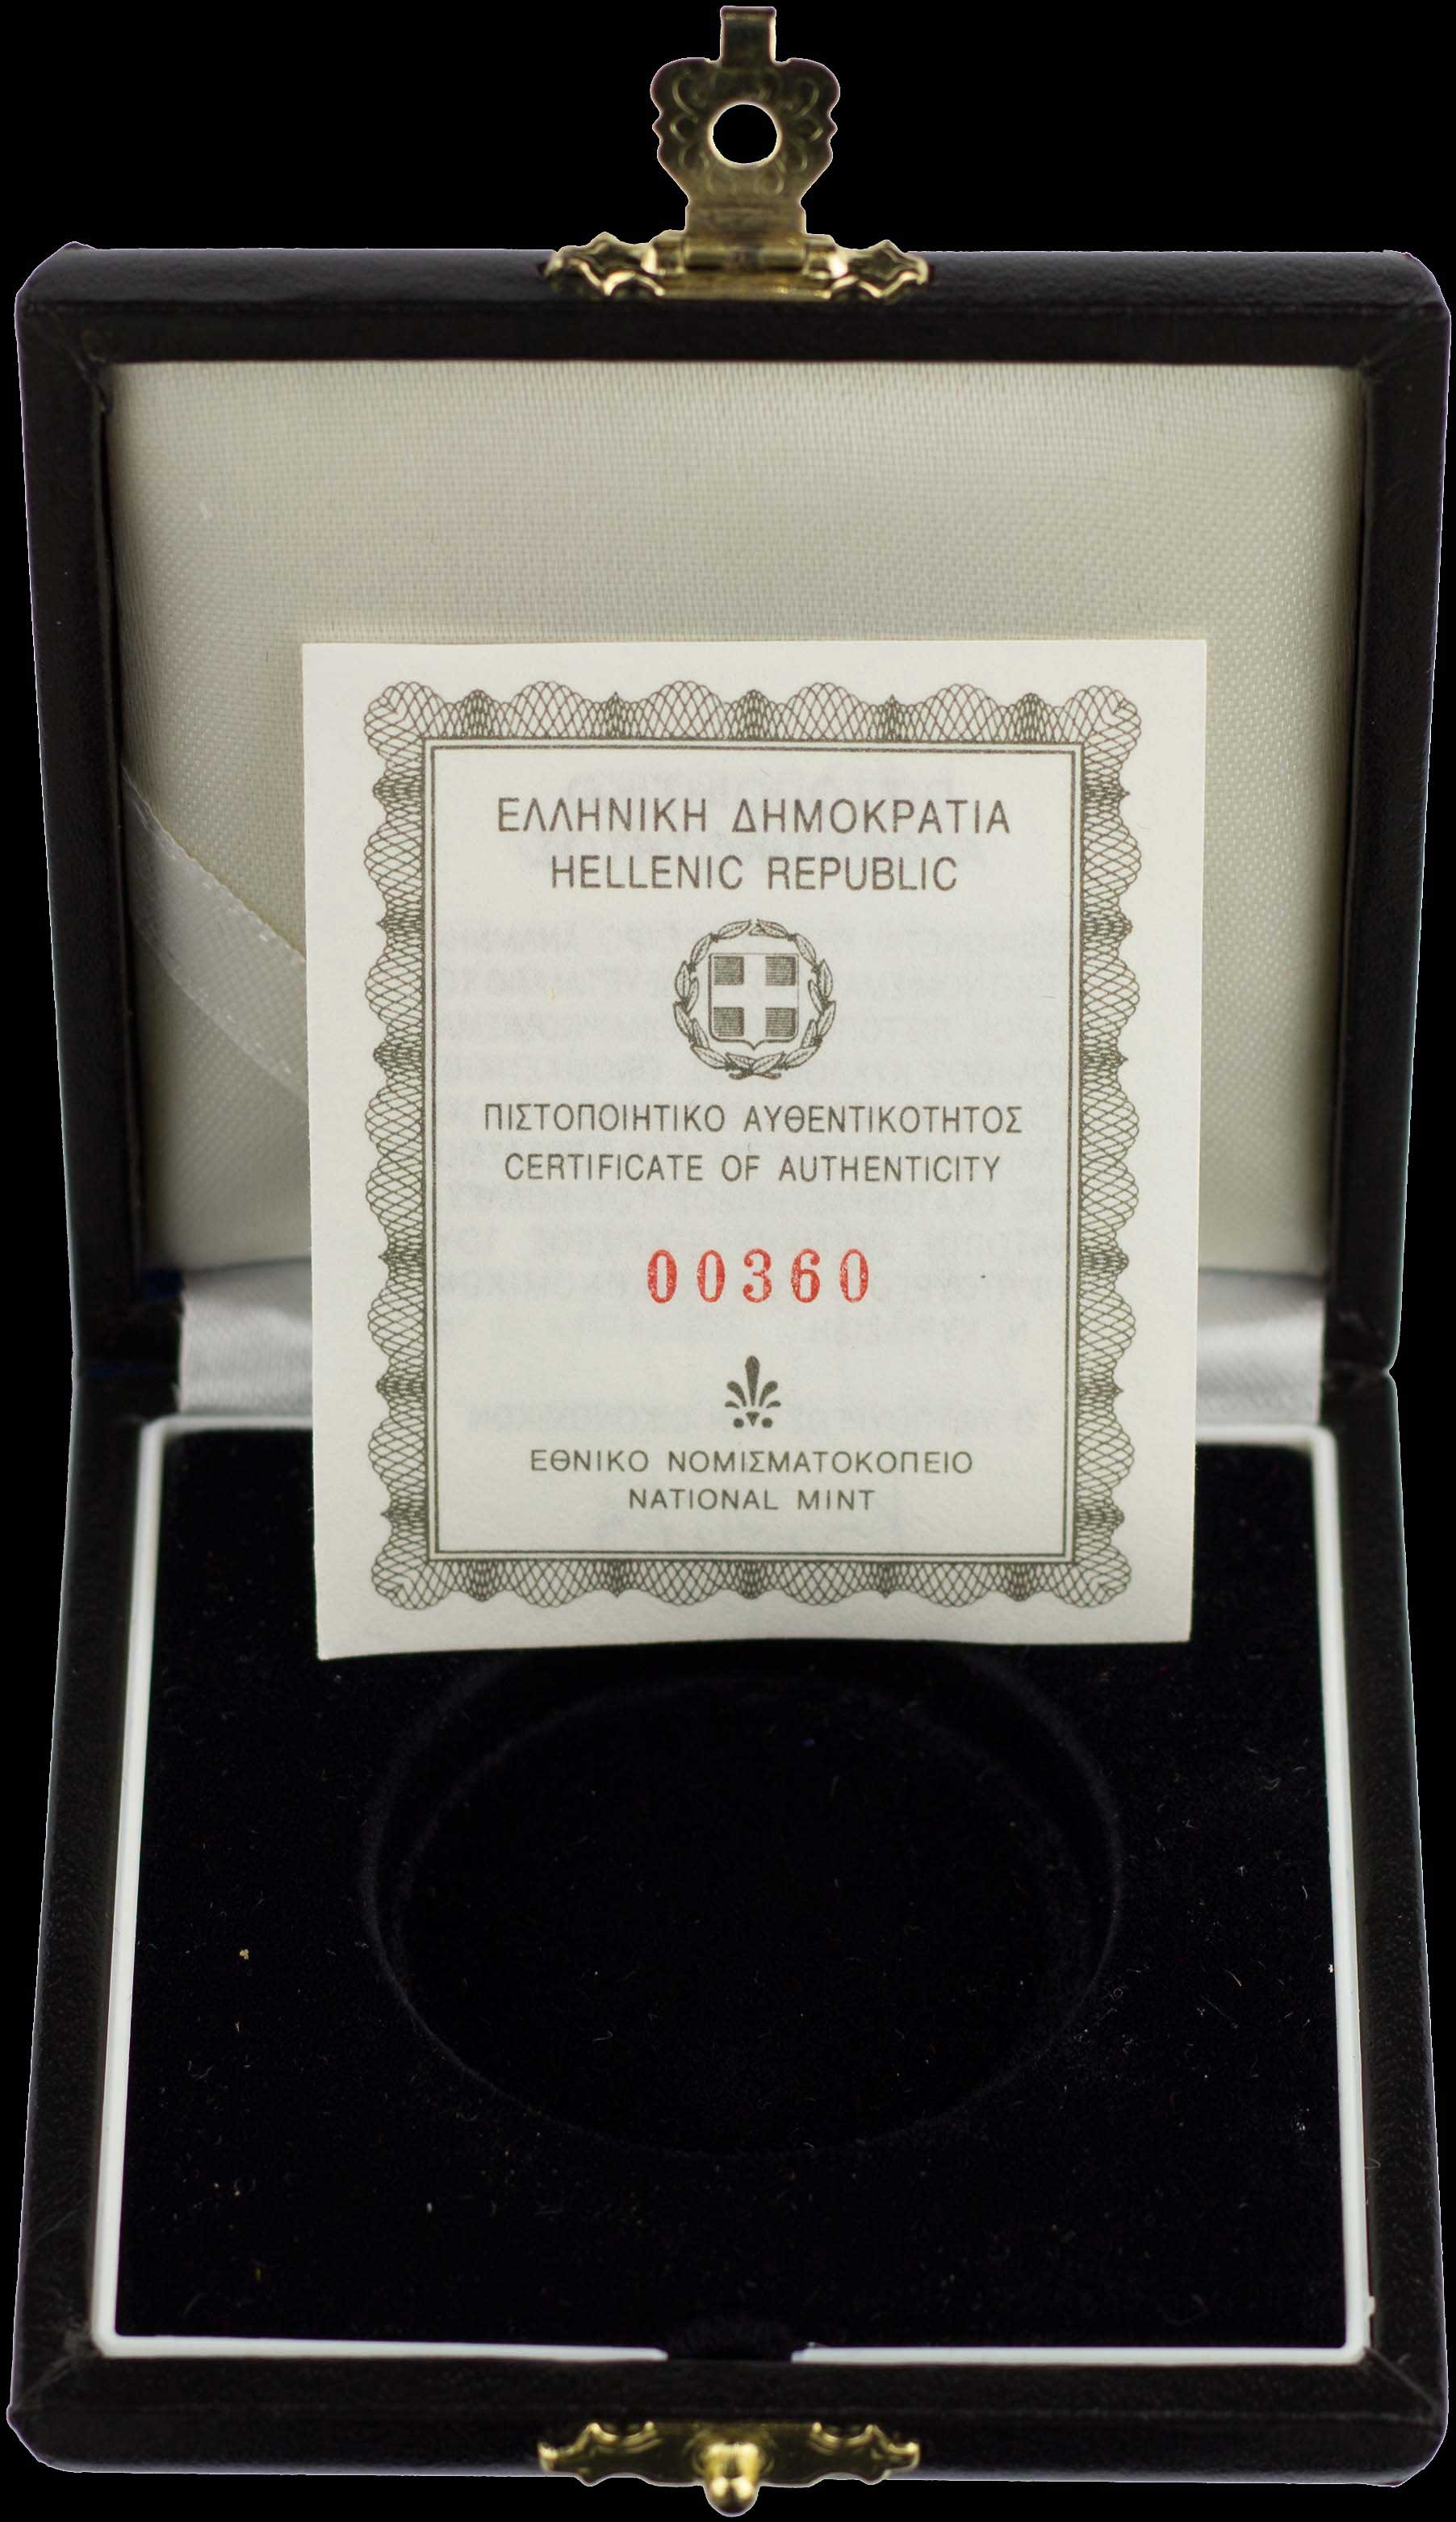 ΕΛΛΗΝΙΚΗ ΔΗΜΟΚΡΑΤΙΑ
HELLENIC REPUBLIC
ΠΙΣΤΟΠΟΙΗΤΙΚΟ ΑΥΘΕΝΤΙΚΟΤΗΤΟΣ
CERTIFICATE OF AUTHENTICITY
00360
ΕΘΝΙΚΟ ΝΟΜΙΣΜΑΤΟΚΟΠΕΙΟ
NATIONAL MINT